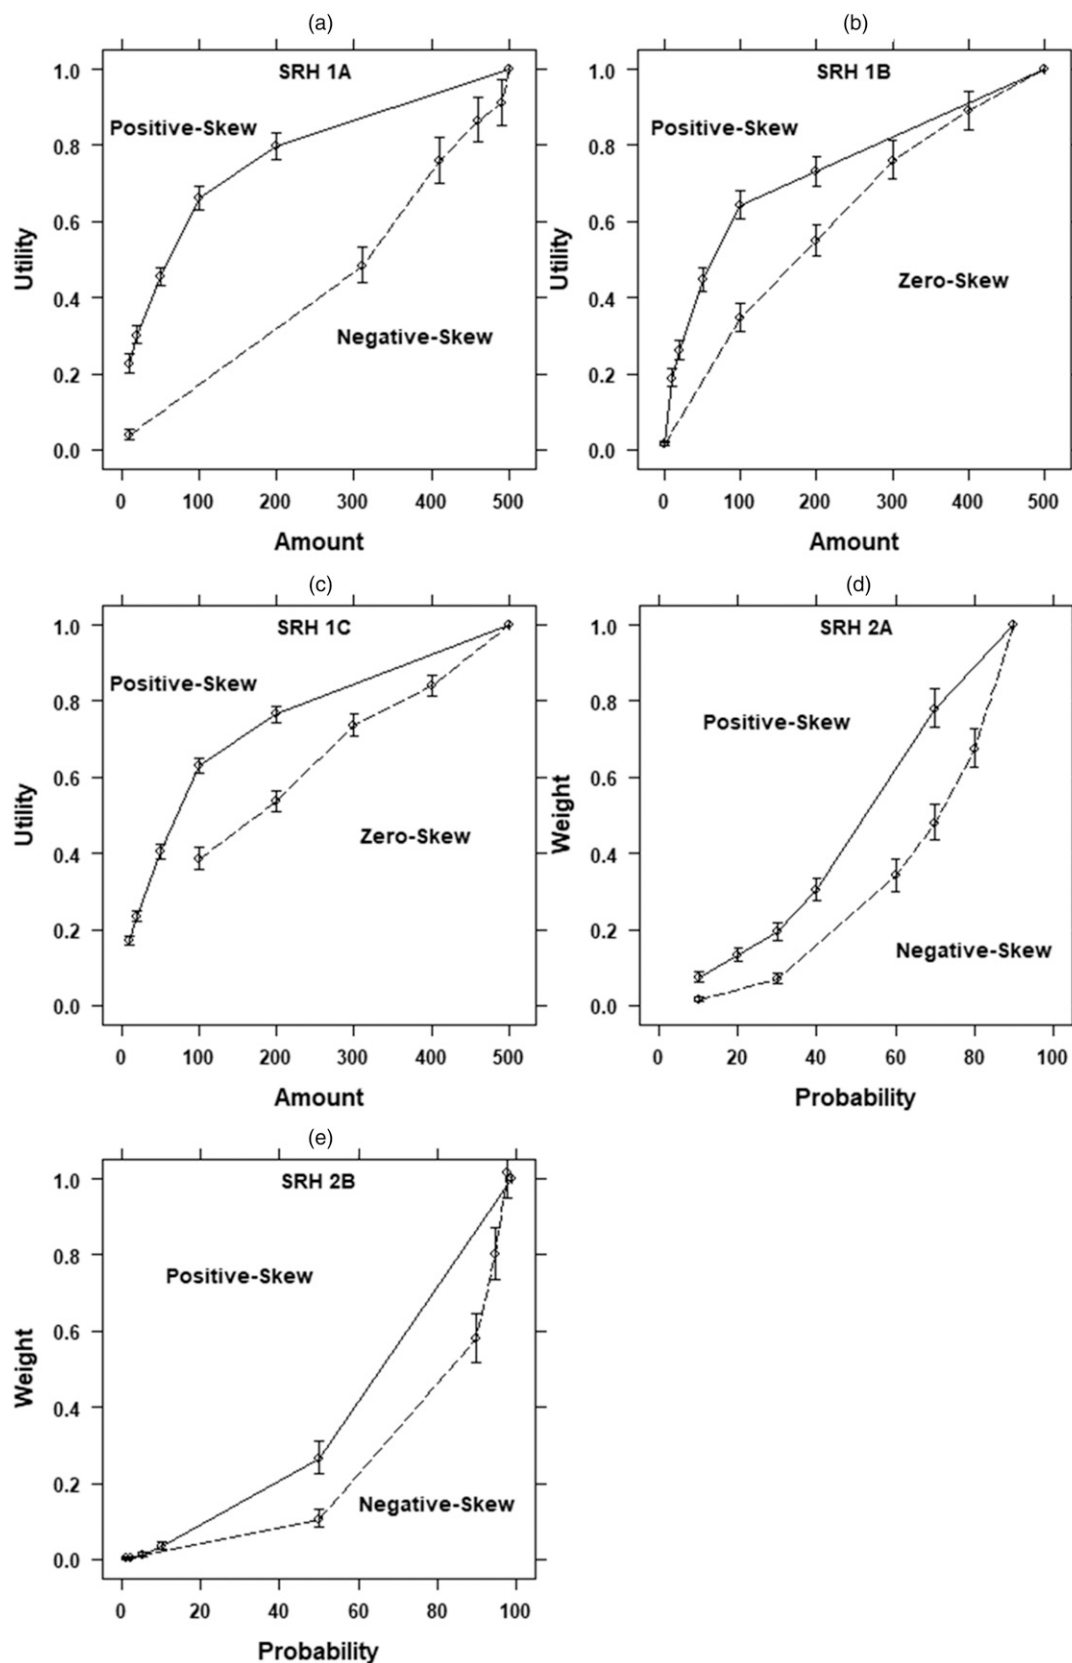 (a)
SRH 1A
Positive-Skew
Negative-Skew
Utility
1.0
0.8
0.6
0.4
0.2
0.0
0 100 200 300 400 500
Amount
(b)
SRH 1B
Positive-Skew
Zero-Skew
Utility
1.0
0.8
0.6
0.4
0.2
0.0
0 100 200 300 400 500
Amount
(c)
SRH 1C
Positive-Skew
Zero-Skew
Utility
1.0
0.8
0.6
0.4
0.2
0.0
0 100 200 300 400 500
Amount
(d)
SRH 2A
Positive-Skew
Negative-Skew
Weight
1.0
0.8
0.6
0.4
0.2
0.0
0 20 40 60 80 100
Probability
(e)
SRH 2B
Positive-Skew
Negative-Skew
Weight
1.0
0.8
0.6
0.4
0.2
0.0
0 20 40 60 80 100
Probability